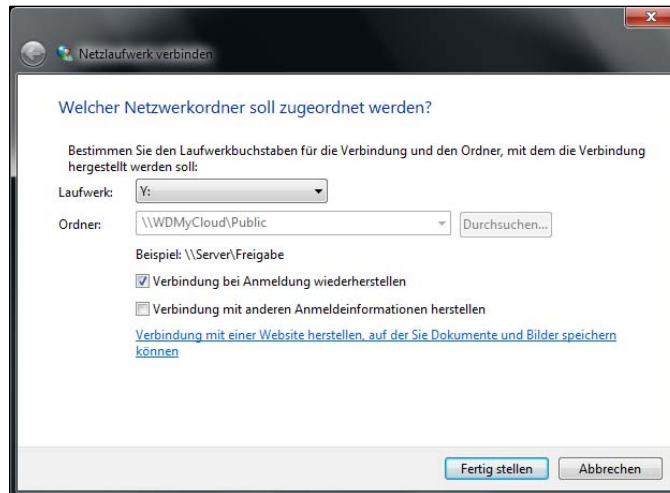 Netzlaufwerk verbinden
Welcher Netzwerkordner soll zugeordnet werden?
Bestimmen Sie den Laufwerkbuchstaben für die Verbindung und den Ordner, mit dem die Verbindung
hergestellt werden soll:
Laufwerk: Y:
Ordner: \\WDMyCloud\Public Durchsuchen...
Beispiel: \\Server\Freigabe
Verbindung bei Anmeldung wiederherstellen
Verbindung mit anderen Anmeldeinformationen herstellen
Verbindung mit einer Website herstellen, auf der Sie Dokumente und Bilder speichern
können
Fertig stellen Abbrechen